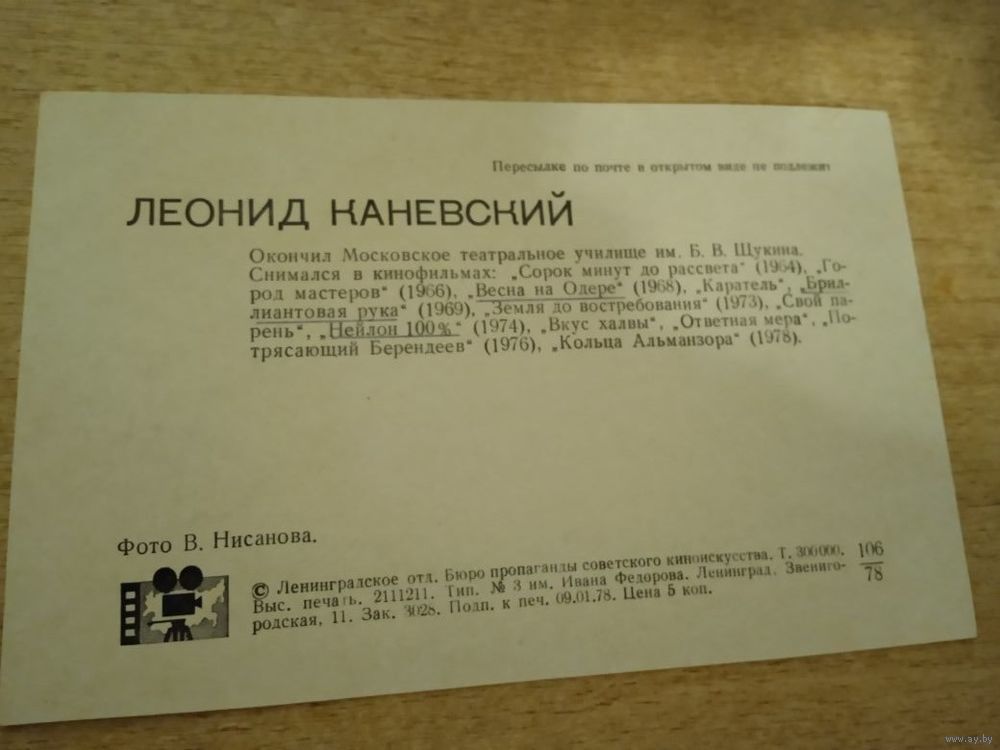 Пересылке по почте в открытом виде не подлежит
ЛЕОНИД КАНЕВСКИЙ
Окончил Московское театральное училище им. Б. В. Щукина.
Снимался в кинофильмах: „Сорок минут до рассвета“ (1964), „Го-
род мастеров“ (1966), „Весна на Одере“ (1968), „Каратель“, „Брил-
лиантовая рука“ (1969), „Земля до востребования“ (1973), „Свой па-
рень“, „Нейлон 100%“ (1974), „Вкус халвы“, „Ответная мера“, „По-
трясающий Берендеев“ (1976), „Кольца Альманзора“ (1978).
Фото В. Нисанова.
© Ленинградское отд. Бюро пропаганды советского киноискусства. Т. 300000. 106
Выс. печать. 2111211. Тип. № 3 им. Ивана Федорова. Ленинград, Звениго- 78
родская, 11. Зак. 3028. Подп. к печ. 09.01.78. Цена 5 коп.
www.ay.by